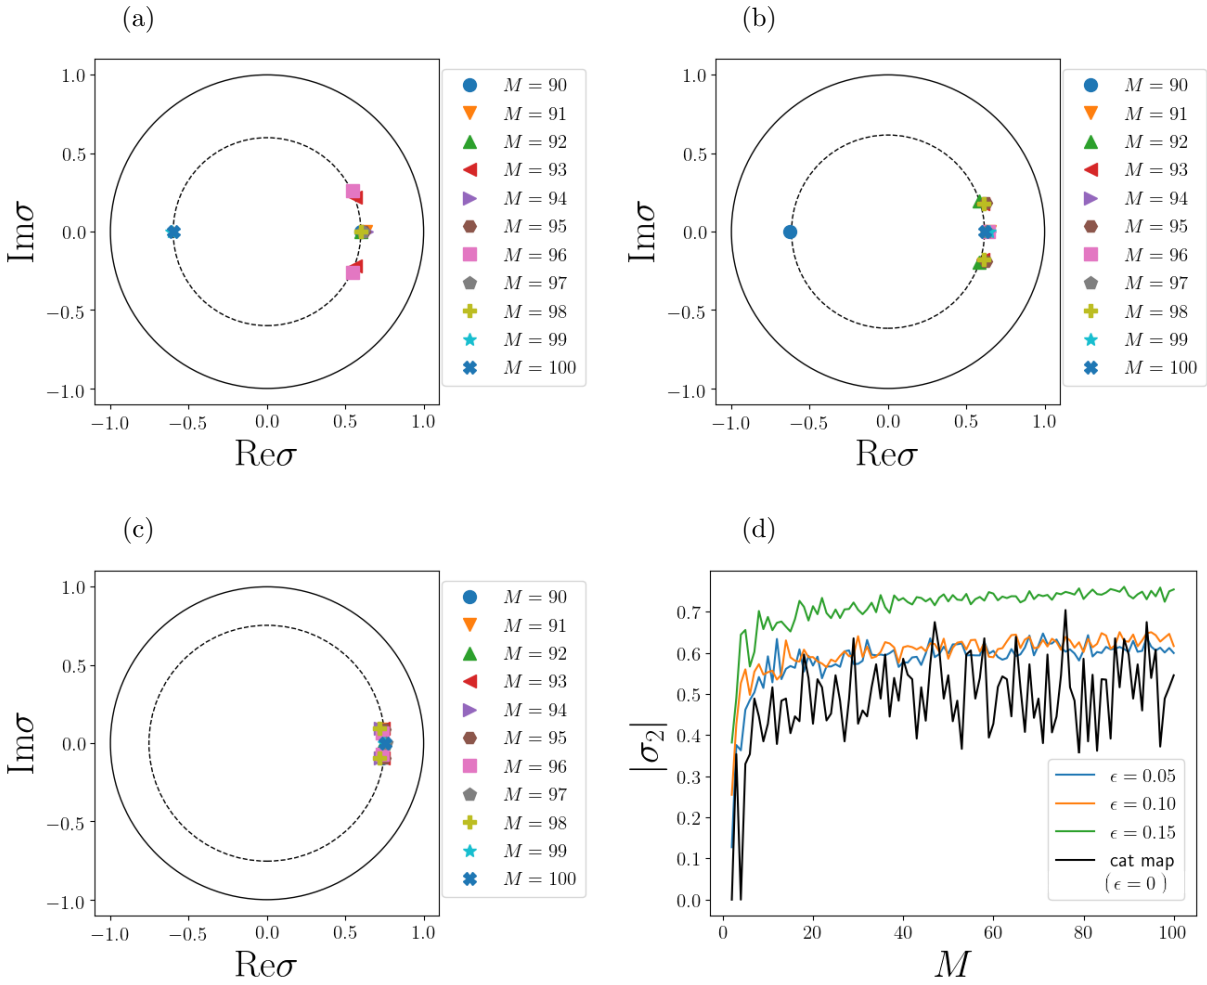 (a)
1.0
0.5
0.0
−0.5
−1.0
Imσ
−1.0 −0.5 0.0 0.5 1.0
Reσ
M = 90
M = 91
M = 92
M = 93
M = 94
M = 95
M = 96
M = 97
M = 98
M = 99
M = 100
(b)
1.0
0.5
0.0
−0.5
−1.0
Imσ
−1.0 −0.5 0.0 0.5 1.0
Reσ
M = 90
M = 91
M = 92
M = 93
M = 94
M = 95
M = 96
M = 97
M = 98
M = 99
M = 100
(c)
1.0
0.5
0.0
−0.5
−1.0
Imσ
−1.0 −0.5 0.0 0.5 1.0
Reσ
M = 90
M = 91
M = 92
M = 93
M = 94
M = 95
M = 96
M = 97
M = 98
M = 99
M = 100
(d)
0.7
0.6
0.5
0.4
0.3
0.2
0.1
0.0
|σ₂|
0 20 40 60 80 100
M
ϵ = 0.05
ϵ = 0.10
ϵ = 0.15
cat map
(ϵ = 0)